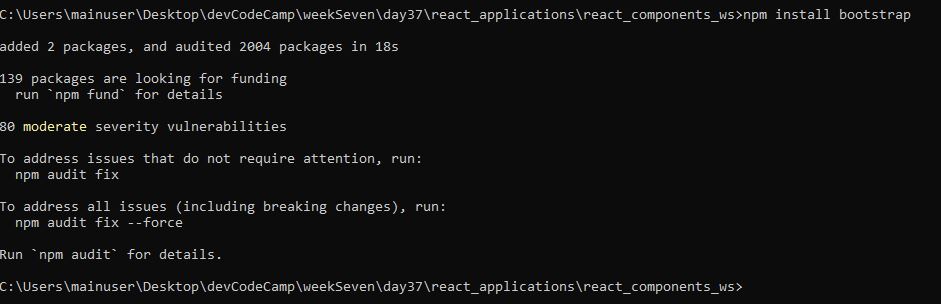 C:\Users\mainuser\Desktop\devCodeCamp\weekSeven\day37\react_applications\react_components_ws>npm install bootstrap
added 2 packages, and audited 2004 packages in 18s
139 packages are looking for funding
run `npm fund` for details
80 moderate severity vulnerabilities
To address issues that do not require attention, run:
npm audit fix
To address all issues (including breaking changes), run:
npm audit fix --force
Run `npm audit` for details.
C:\Users\mainuser\Desktop\devCodeCamp\weekSeven\day37\react_applications\react_components_ws>